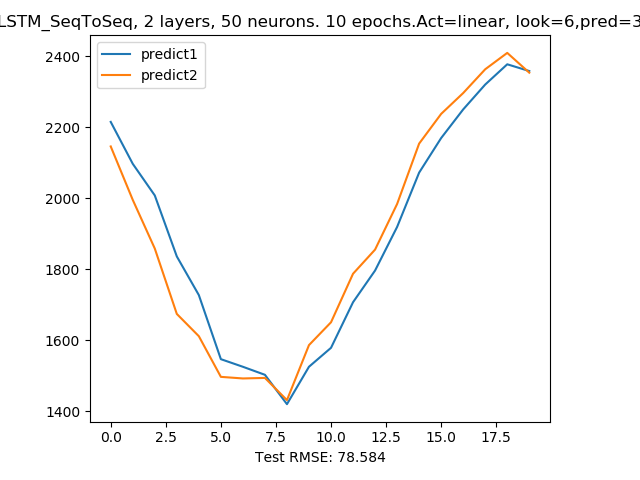 LSTM_SeqToSeq, 2 layers, 50 neurons. 10 epochs.Act=linear, look=6,pred=3
predict1
predict2
2400
2200
2000
1800
1600
1400
0.0 2.5 5.0 7.5 10.0 12.5 15.0 17.5
Test RMSE: 78.584